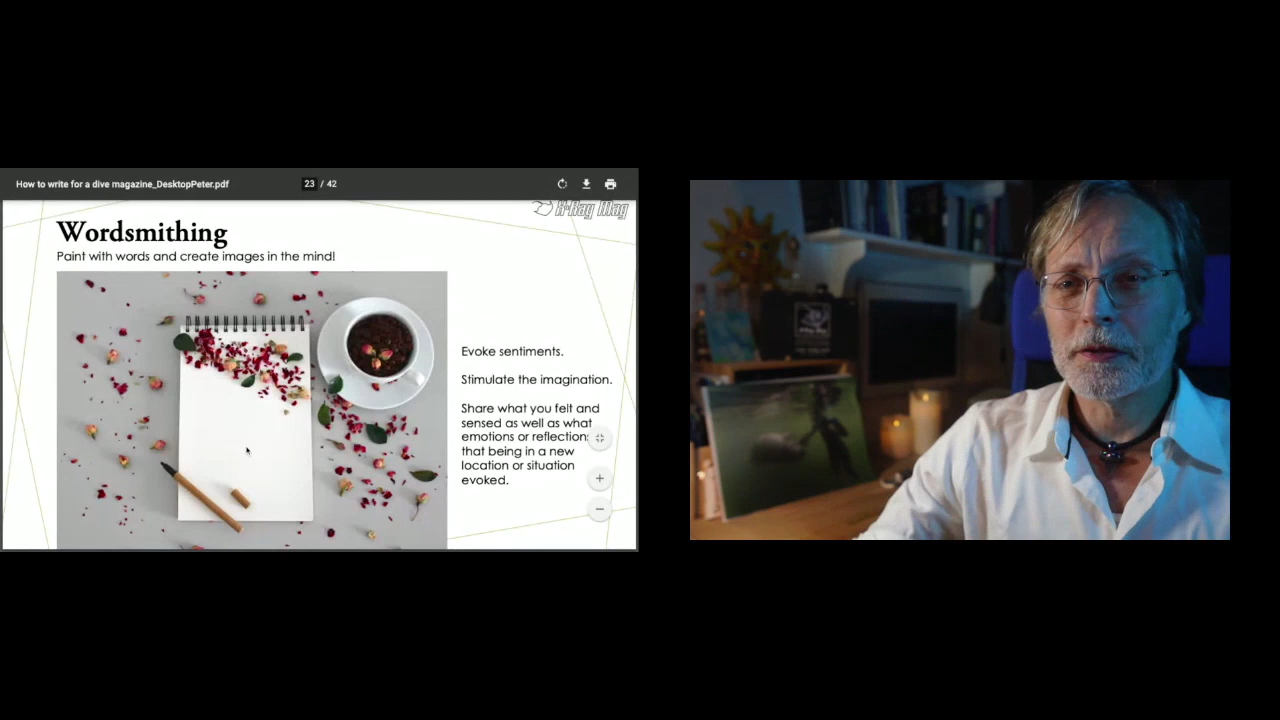 How to write for a dive magazine_DesktopPeter.pdf
23 / 42
X-Ray Mag
Wordsmithing
Paint with words and create images in the mind!
Evoke sentiments.
Stimulate the imagination.
Share what you felt and
sensed as well as what
emotions or reflections
that being in a new
location or situation
evoked.